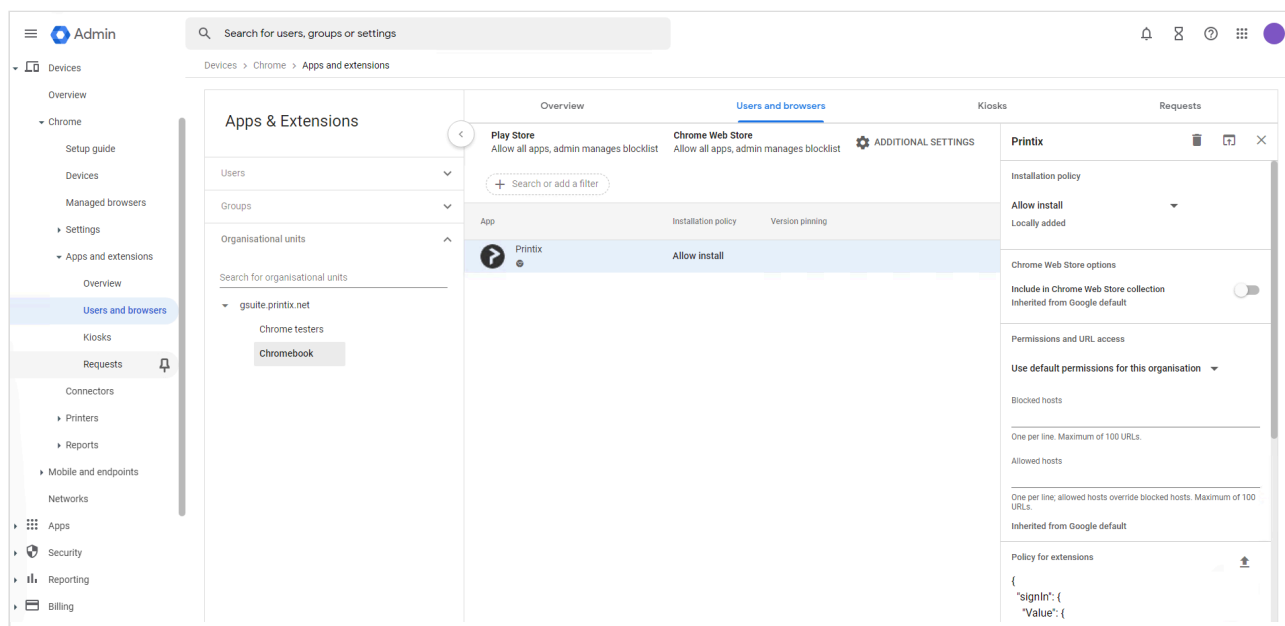 Admin
Search for users, groups or settings
Devices
Overview
Chrome
Setup guide
Devices
Managed browsers
Settings
Apps and extensions
Overview
Users and browsers
Kiosks
Requests
Connectors
Printers
Reports
Mobile and endpoints
Networks
Apps
Security
Reporting
Billing
Devices > Chrome > Apps and extensions
Apps & Extensions
Users
Groups
Organisational units
Search for organisational units
gsuite.printix.net
Chrome testers
Chromebook
Overview
Users and browsers
Kiosks
Requests
Play Store
Allow all apps, admin manages blocklist
Chrome Web Store
Allow all apps, admin manages blocklist
ADDITIONAL SETTINGS
Search or add a filter
App
Installation policy
Version pinning
Printix
Allow install
Printix
Installation policy
Allow install
Locally added
Chrome Web Store options
Include in Chrome Web Store collection
Inherited from Google default
Permissions and URL access
Use default permissions for this organisation
Blocked hosts
One per line. Maximum of 100 URLs.
Allowed hosts
One per line; allowed hosts override blocked hosts. Maximum of 100
URLs.
Inherited from Google default
Policy for extensions
{
"signIn": {
"Value": {